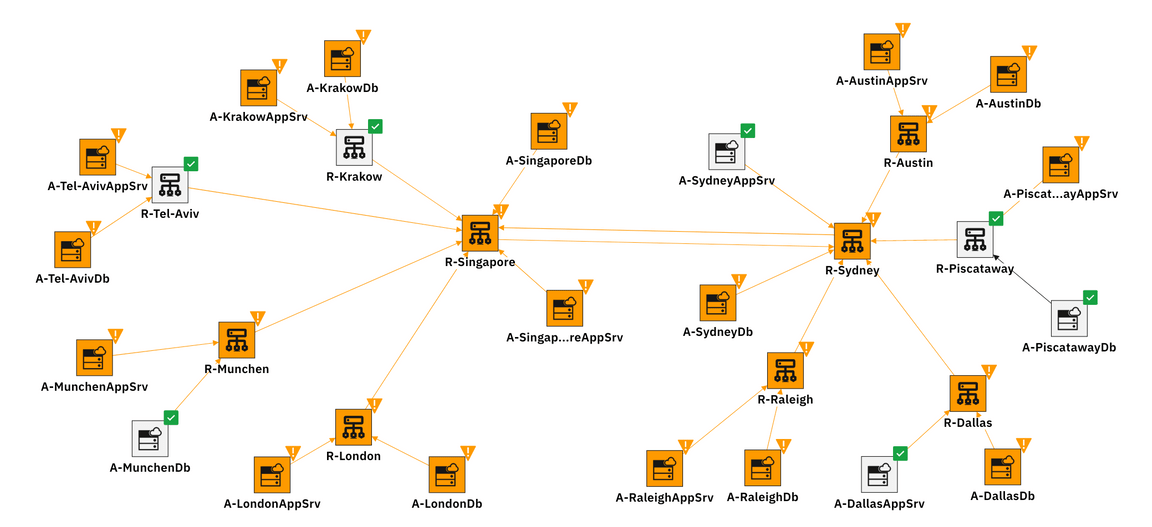 A-AustinAppSrv
A-KrakowDb
A-AustinDb
A-KrakowAppSrv
A-SingaporeDb
R-Austin
R-Krakow
A-SydneyAppSrv
A-Tel-AvivAppSrv
A-Piscat...ayAppSrv
R-Tel-Aviv
R-Singapore
R-Sydney
R-Piscataway
A-Tel-AvivDb
A-SydneyDb
A-Singap...reAppSrv
A-PiscatawayDb
R-Munchen
A-MunchenAppSrv
R-Raleigh
R-Dallas
R-London
A-MunchenDb
A-LondonAppSrv
A-LondonDb
A-RaleighAppSrv
A-RaleighDb
A-DallasAppSrv
A-DallasDb